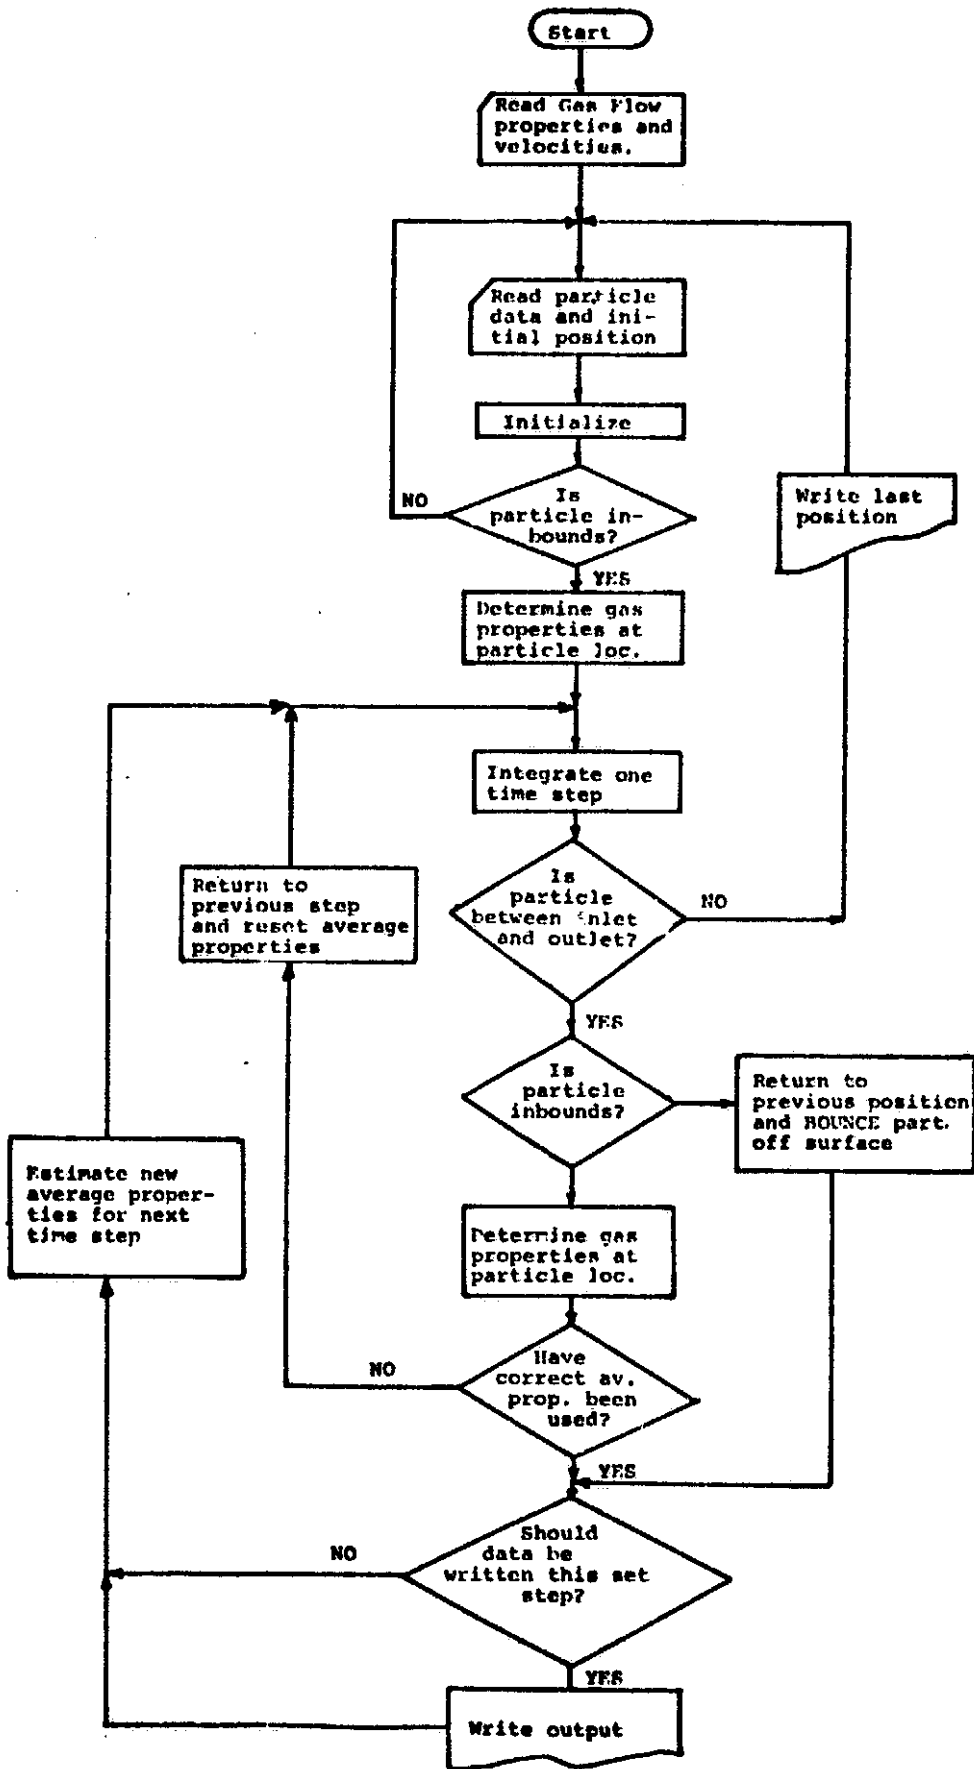 Start
Read Gas Flow
properties and
velocities.
Read particle
data and ini-
tial position
Initialize
NO
Is
particle in-
bounds?
Write last
position
YES
Determine gas
properties at
particle loc.
Integrate one
time step
Return to
previous step
and reset average
properties
Is
particle
between inlet
and outlet?
NO
YES
Is
particle
inbounds?
Return to
previous position
and BOUNCE part.
off surface
Estimate new
average proper-
ties for next
time step
Determine gas
properties at
particle loc.
NO
Have
correct av.
prop. been
used?
YES
NO
Should
data be
written this set
step?
YES
Write output